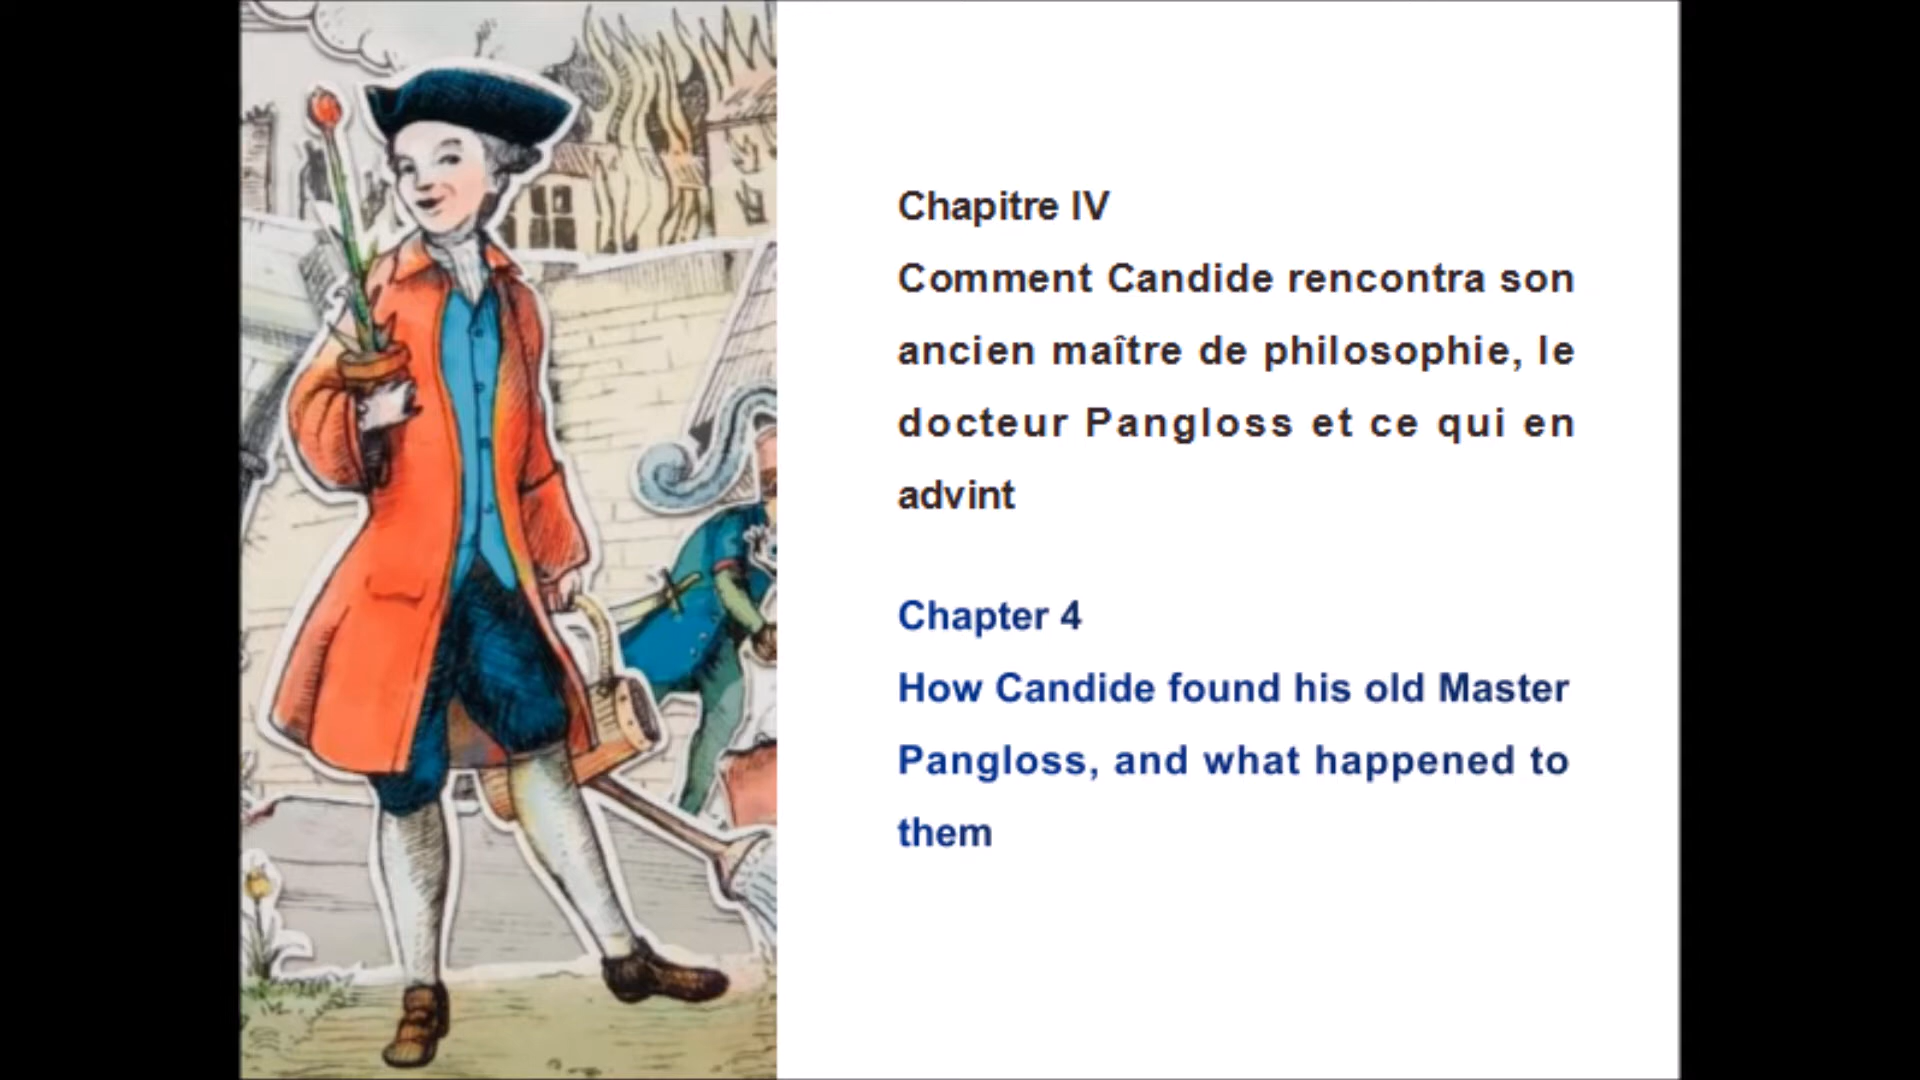 Chapitre IV
Comment Candide rencontra son
ancien maître de philosophie, le
docteur Pangloss et ce qui en
advint
Chapter 4
How Candide found his old Master
Pangloss, and what happened to
them